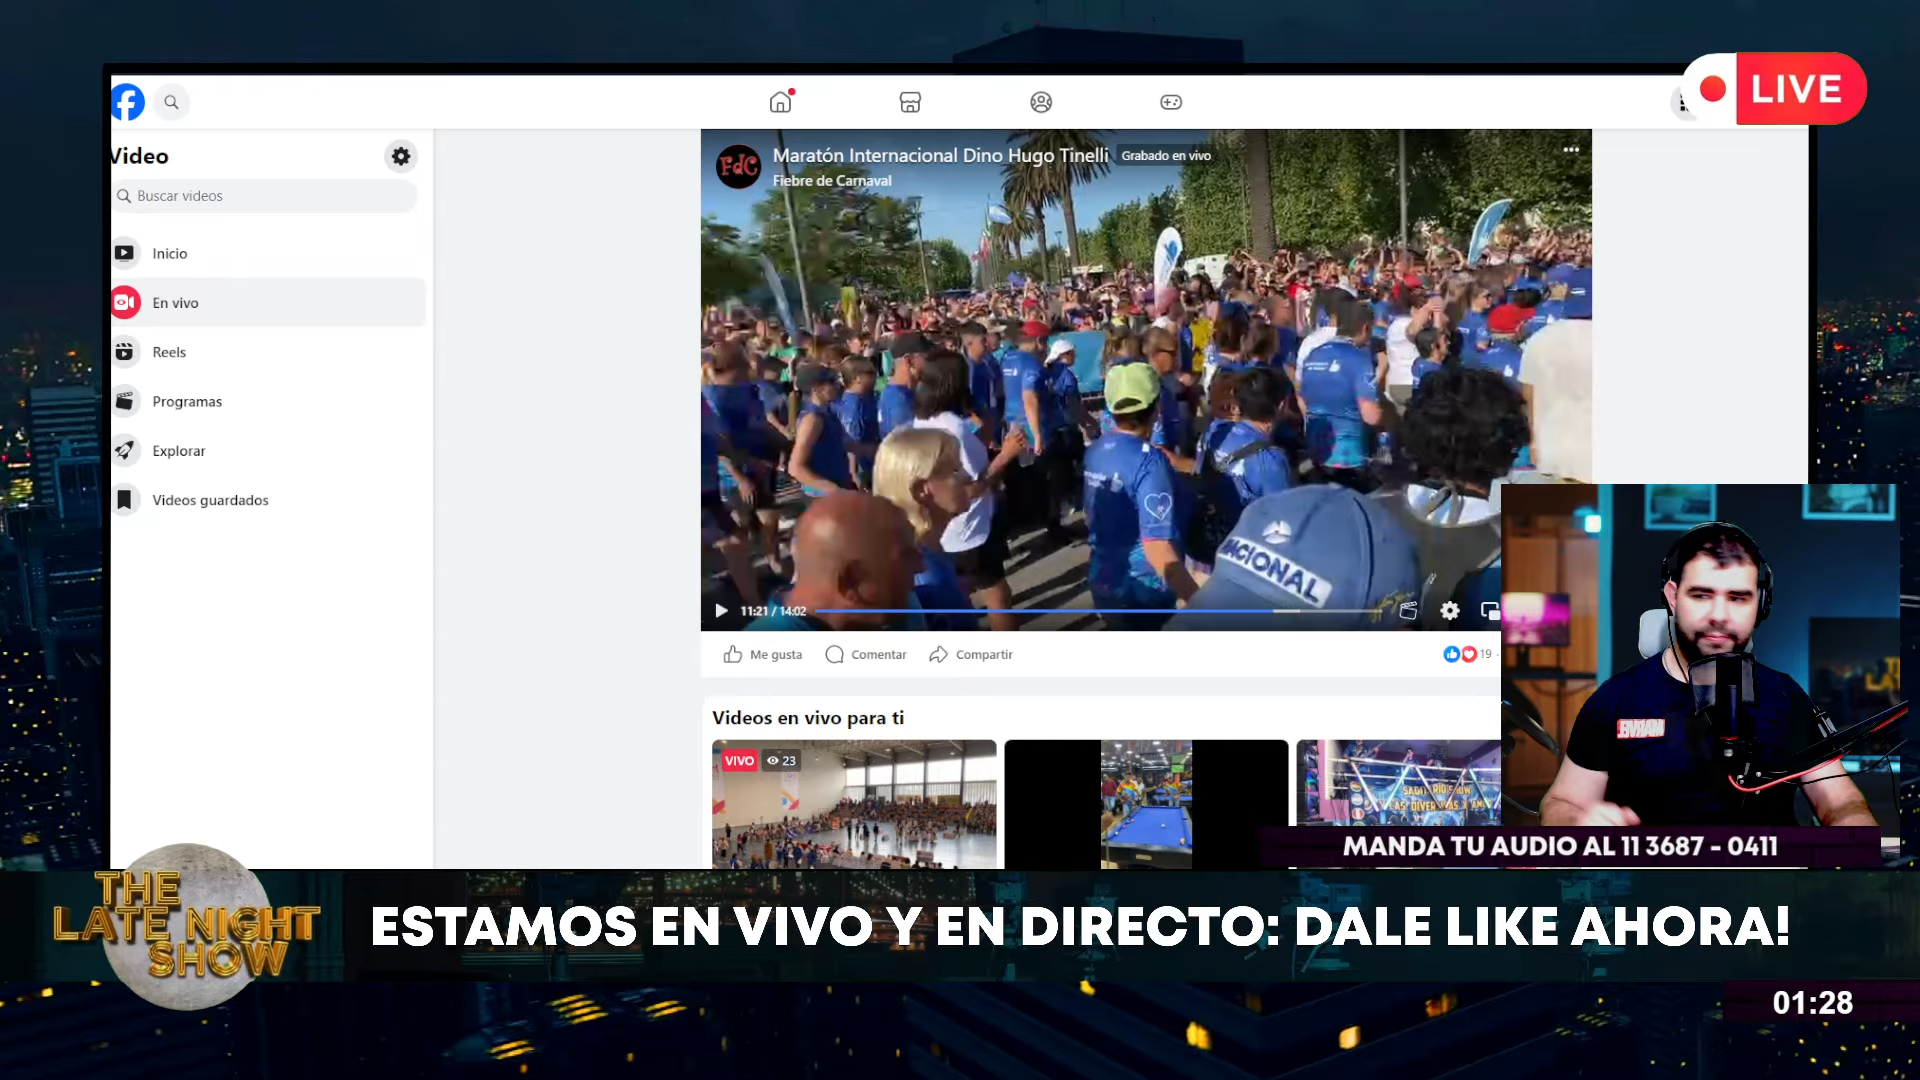 LIVE
Video
Buscar videos
Inicio
En vivo
Reels
Programas
Explorar
Videos guardados
FdC
Maratón Internacional Dino Hugo Tinelli
Grabado en vivo
Fiebre de Carnaval
NACIONAL
11:21 / 14:02
Me gusta
Comentar
Compartir
19
Videos en vivo para ti
VIVO
23
MANDA TU AUDIO AL 11 3687 - 0411
THE
LATE NIGHT
SHOW
ESTAMOS EN VIVO Y EN DIRECTO: DALE LIKE AHORA!
01:28